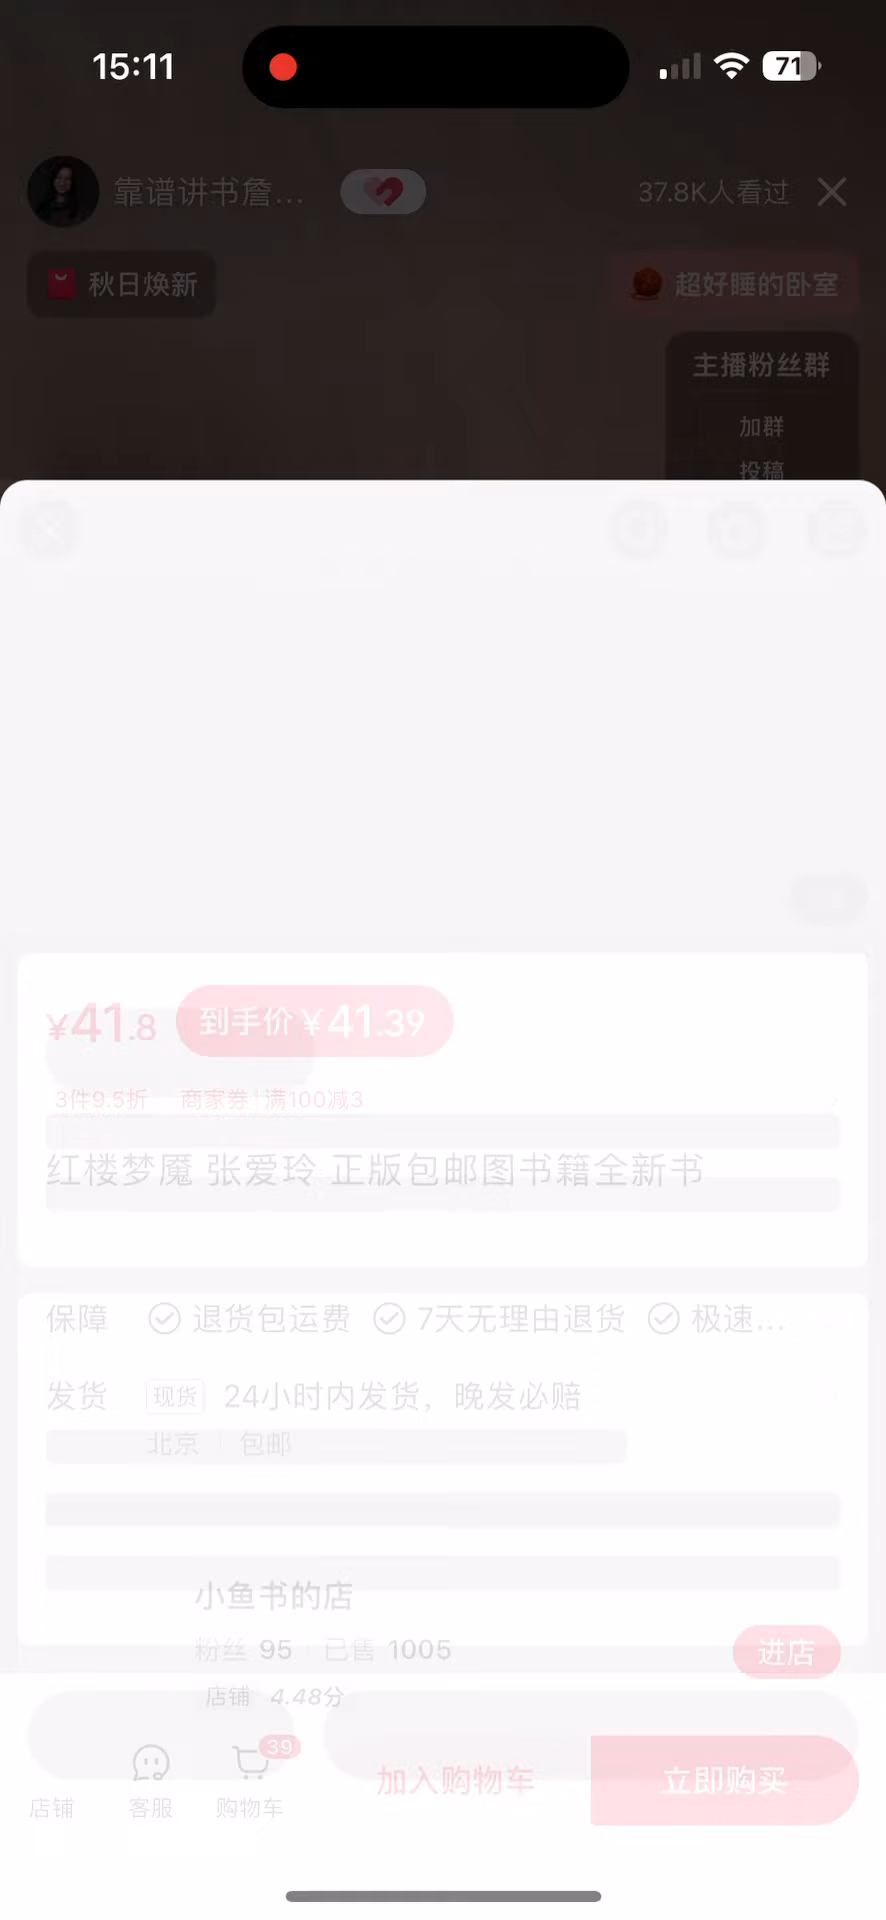 15:11
71
靠谱讲书詹...
37.8K人看过
秋日焕新
超好睡的卧室
主播粉丝群
加群
投稿
¥41.8
到手价¥41.39
3件9.5折
商家券 满100减3
红楼梦魇 张爱玲 正版包邮图书籍全新书
保障 退货包运费 7天无理由退货 极速...
发货 现货 24小时内发货，晚发必赔
北京 包邮
小鱼书的店
粉丝 95 已售 1005
进店
店铺 4.48分
39
店铺
客服
购物车
加入购物车
立即购买